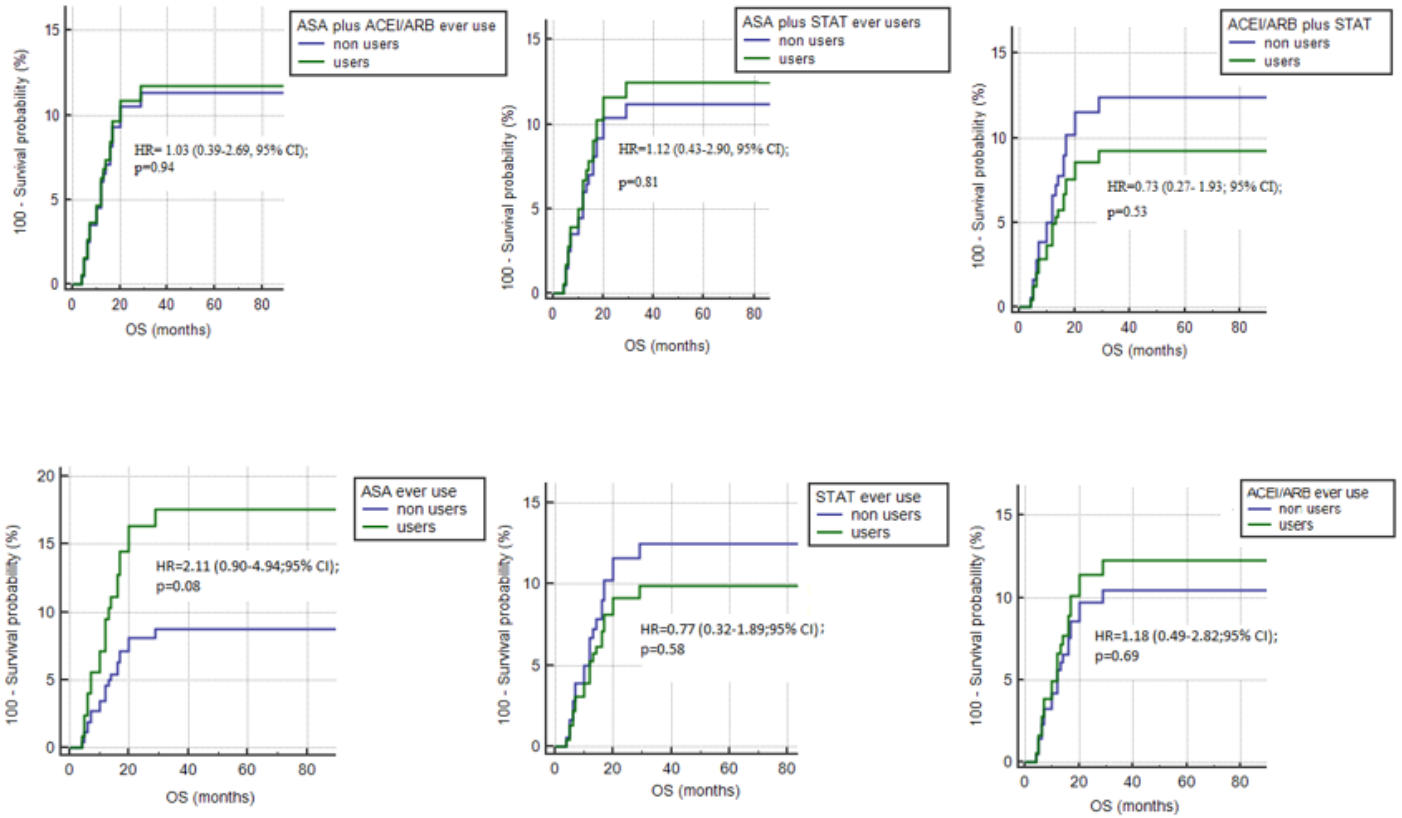 ASA plus ACEI/ARB ever use
non users
users
100 - Survival probability (%)
15
10
5
0
HR= 1.03 (0.39-2.69, 95% CI);
p=0.94
0 20 40 60 80
OS (months)
ASA plus STAT ever users
non users
users
100 - Survival probability (%)
15
10
5
0
HR=1.12 (0.43-2.90, 95% CI);
p=0.81
0 20 40 60 80
OS (months)
ACEI/ARB plus STAT
non users
users
100 - Survival probability (%)
15
10
5
0
HR=0.73 (0.27- 1.93; 95% CI);
p=0.53
0 20 40 60 80
OS (months)
ASA ever use
non users
users
100 - Survival probability (%)
20
15
10
5
0
HR=2.11 (0.90-4.94;95% CI);
p=0.08
0 20 40 60 80
OS (months)
STAT ever use
non users
users
100 - Survival probability (%)
15
10
5
0
HR=0.77 (0.32-1.89;95% CI);
p=0.58
0 20 40 60 80
OS (months)
ACEI/ARB ever use
non users
users
100 - Survival probability (%)
15
10
5
0
HR=1.18 (0.49-2.82;95% CI);
p=0.69
0 20 40 60 80
OS (months)